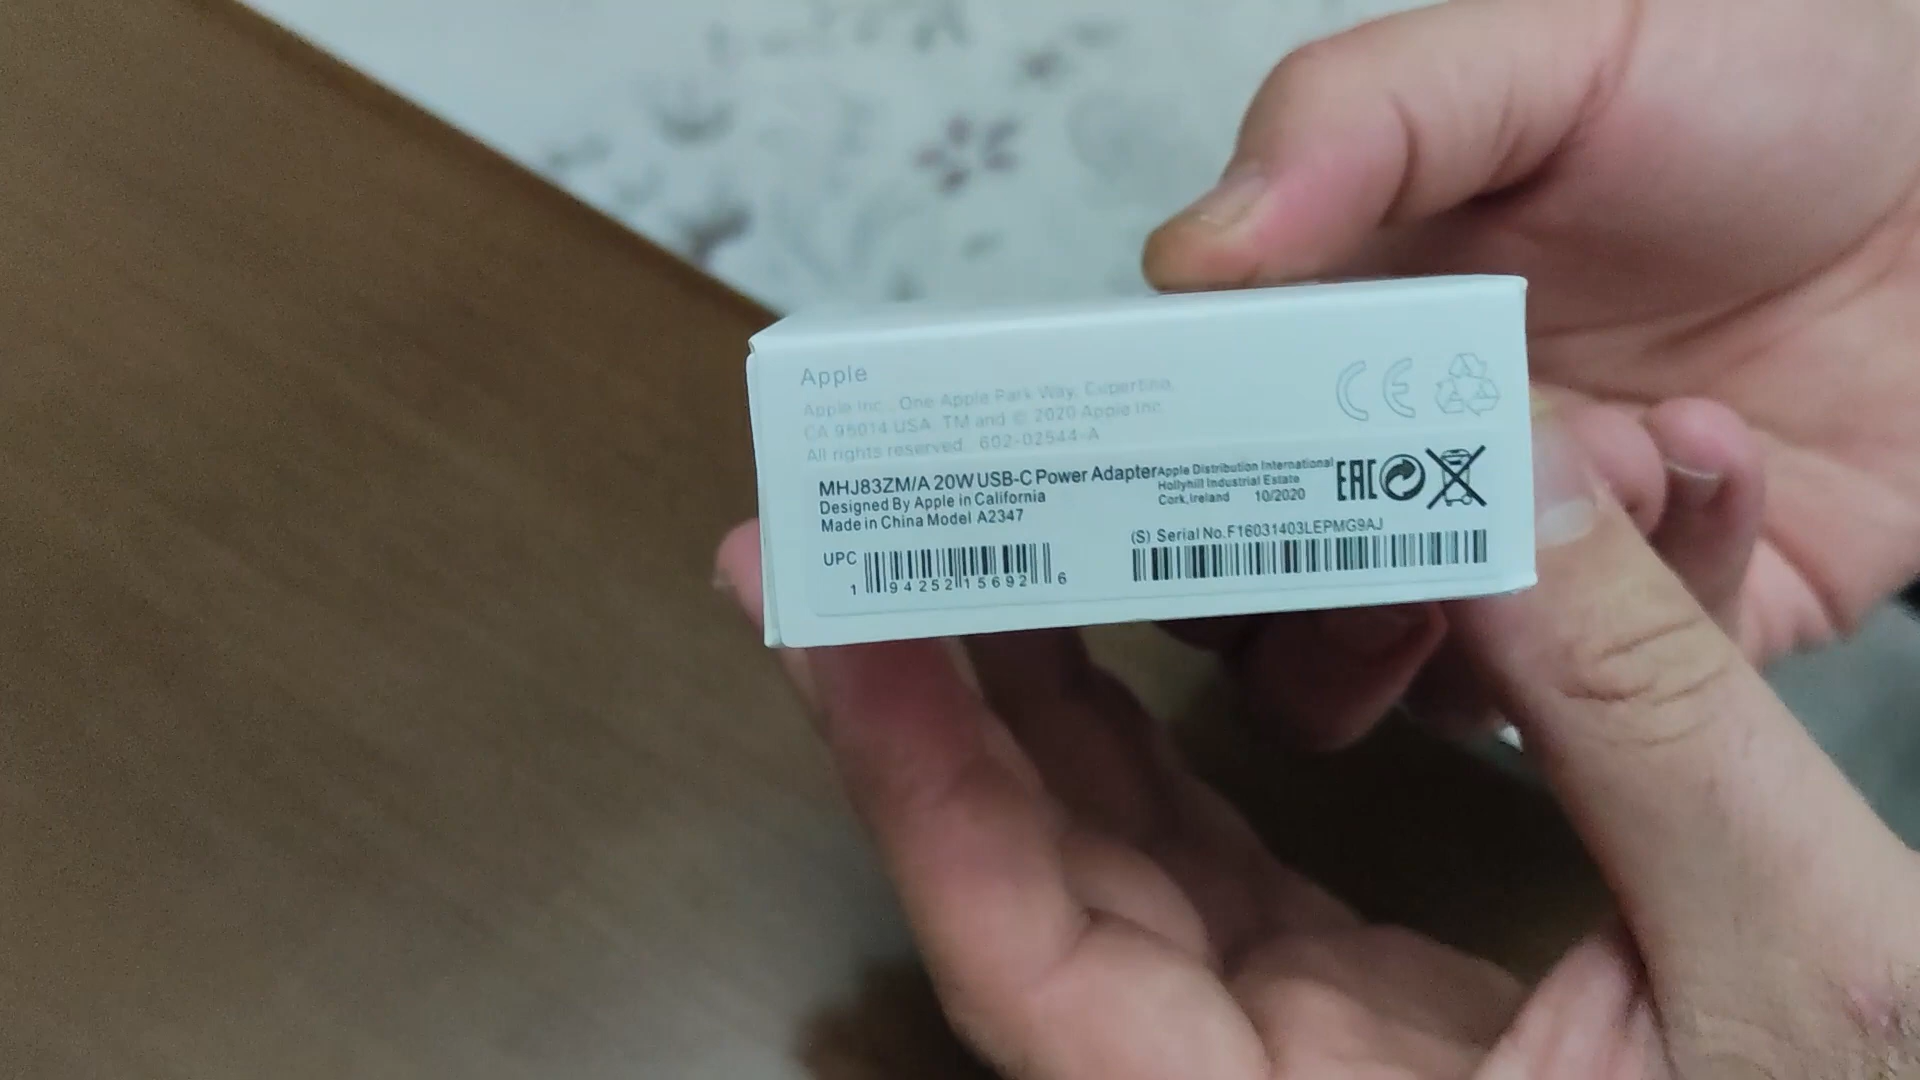 Apple
Apple Inc., One Apple Park Way, Cupertino,
CA 95014 USA. TM and © 2020 Apple Inc.
All rights reserved. 602-02544-A
CE
MHJ83ZM/A 20W USB-C Power Adapter
Designed By Apple in California
Made in China Model A2347
Apple Distribution International
Hollyhill Industrial Estate
Cork,Ireland 10/2020
EAC
UPC
1 94252 15692 6
(S) Serial No.F16031403LEPMG9AJ